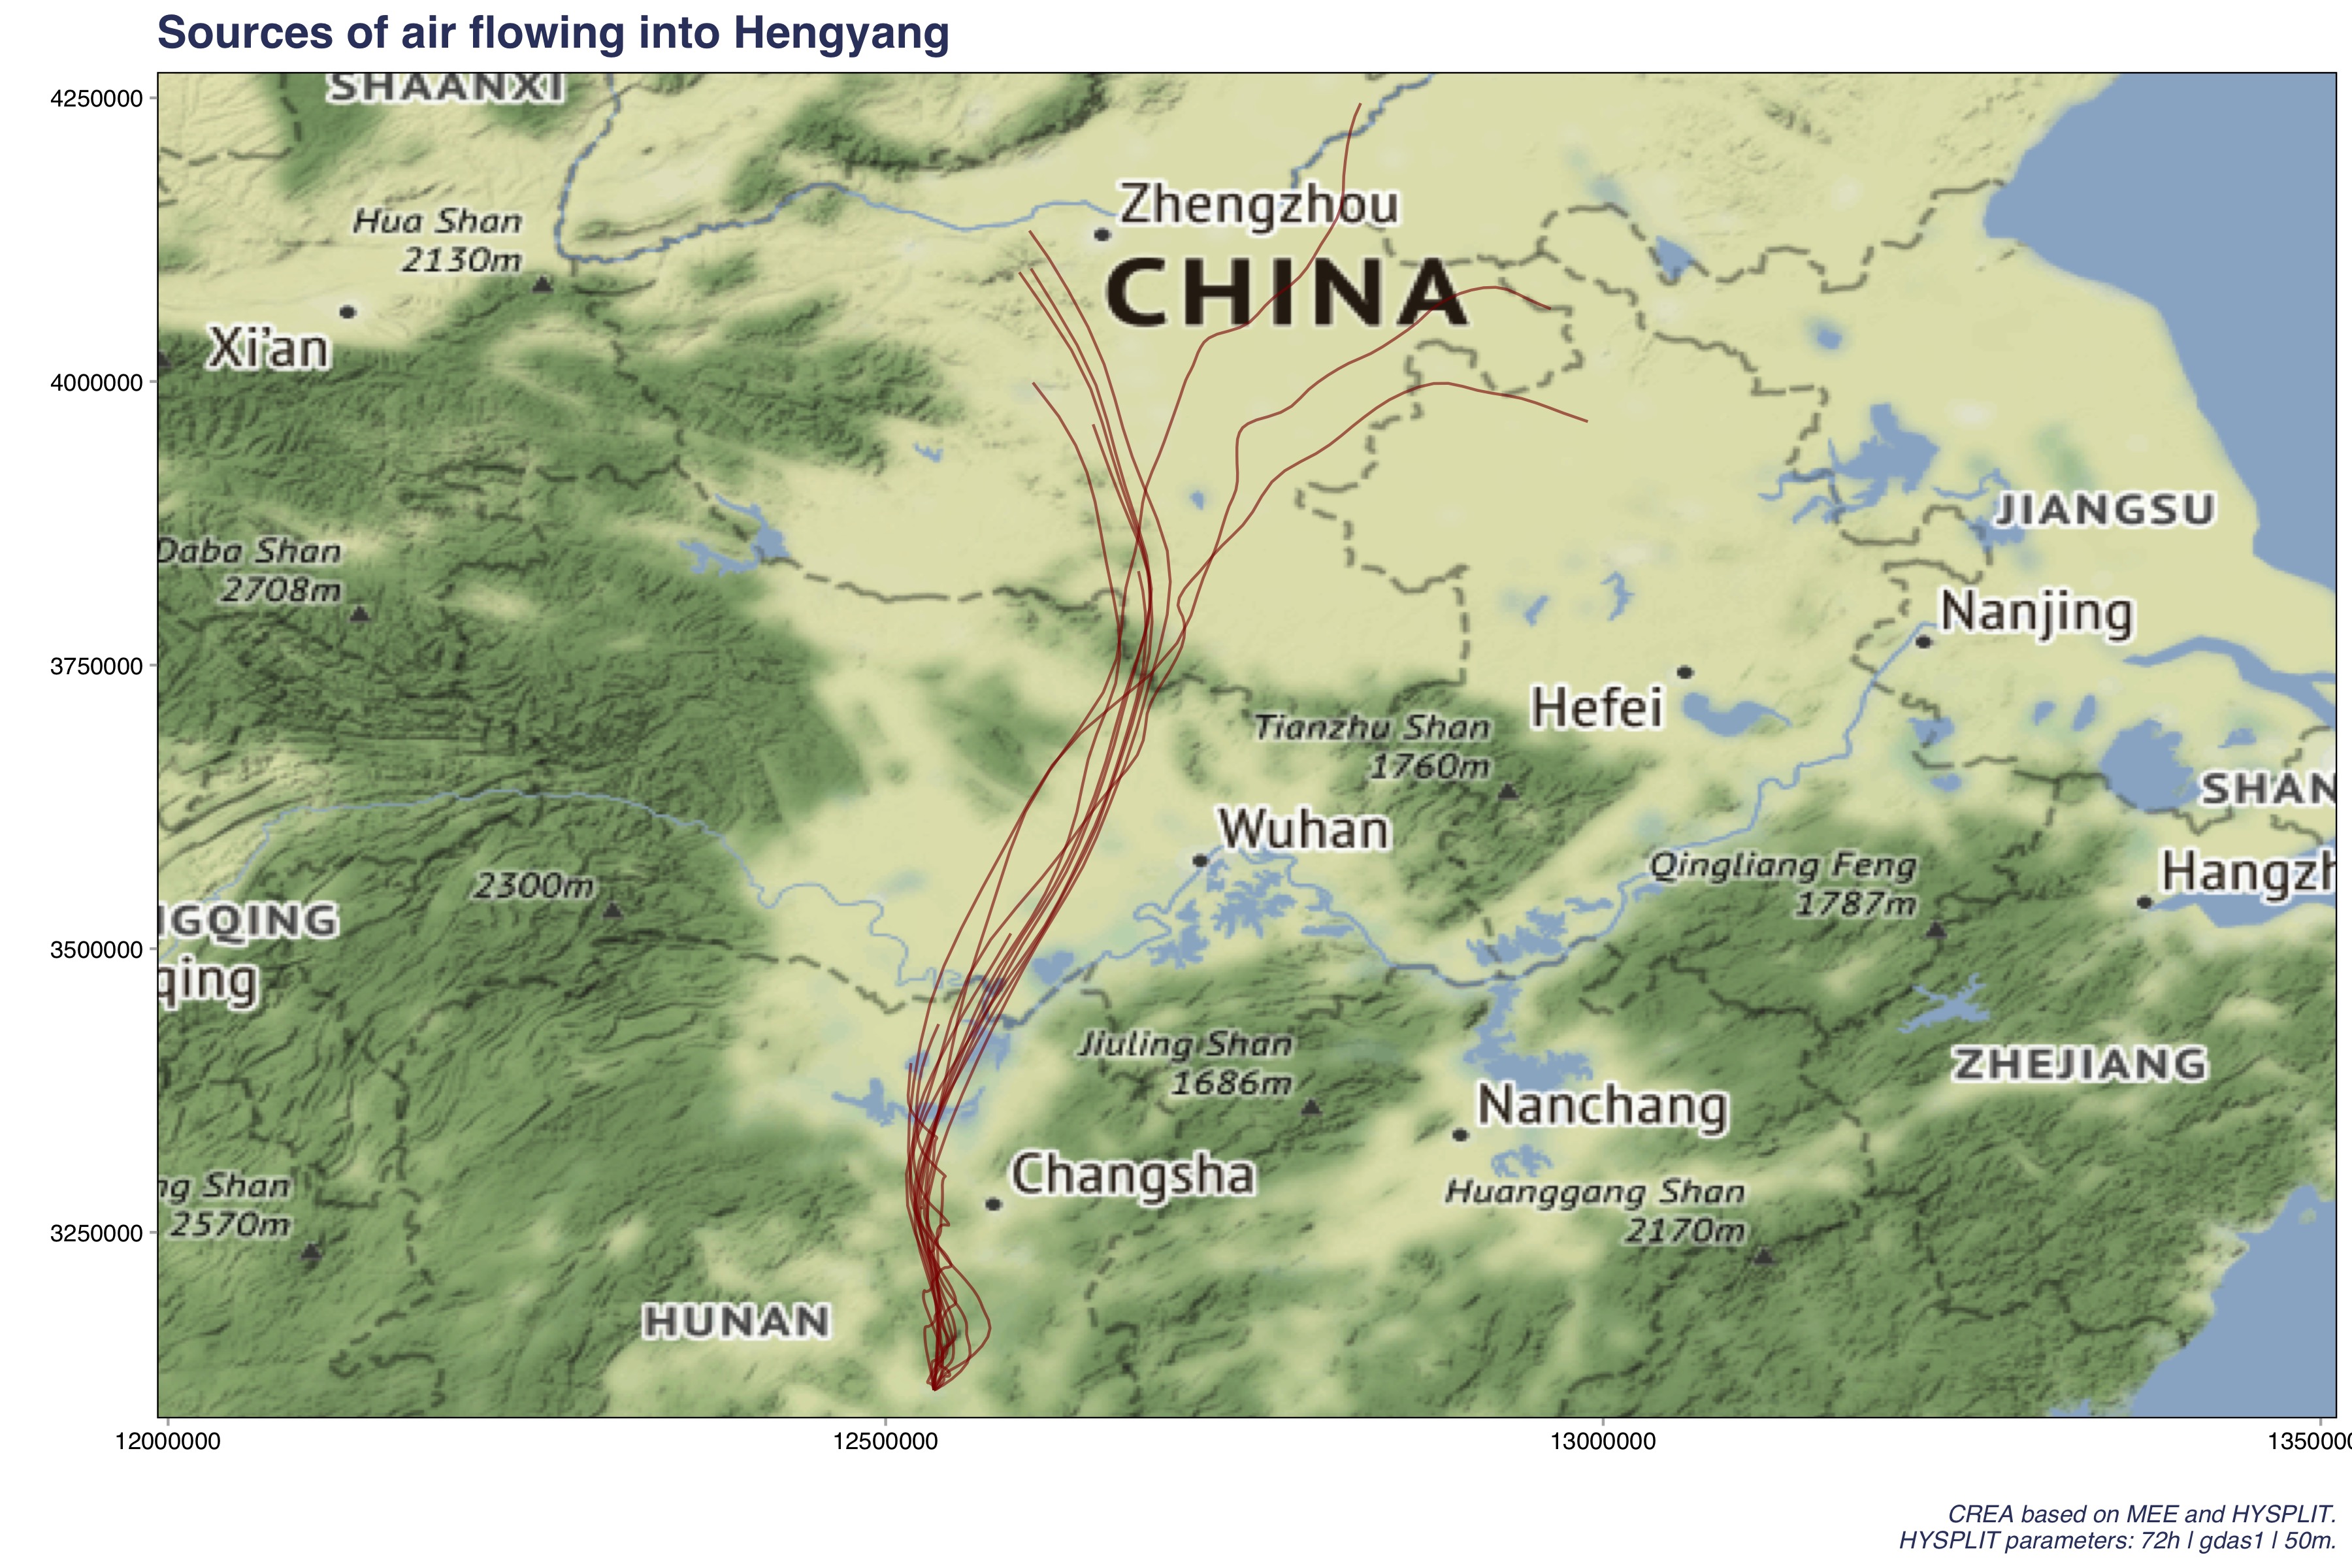 Sources of air flowing into Hengyang
4250000
4000000
3750000
3500000
3250000
12000000
12500000
13000000
1350000
SHAANXI
Zhengzhou
Hua Shan
2130m
CHINA
Xi'an
JIANGSU
Daba Shan
2708m
Nanjing
Hefei
Tianzhu Shan
1760m
SHAN
Wuhan
Qingliang Feng
1787m
Hangzh
2300m
NGQING
qing
Jiuling Shan
1686m
ZHEJIANG
Nanchang
Changsha
ng Shan
2570m
Huanggang Shan
2170m
HUNAN
CREA based on MEE and HYSPLIT.
HYSPLIT parameters: 72h | gdas1 | 50m.